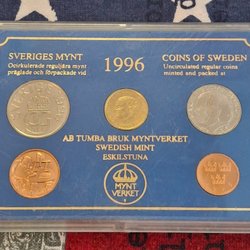 SVERIGES MYNT
Ocirkulerade reguljära mynt
präglade och förpackade vid
1996
COINS OF SWEDEN
Uncirculated regular coins
minted and packed at
AB TUMBA BRUK MYNTVERKET
SWEDISH MINT
ESKILSTUNA
MYNT
VERKET